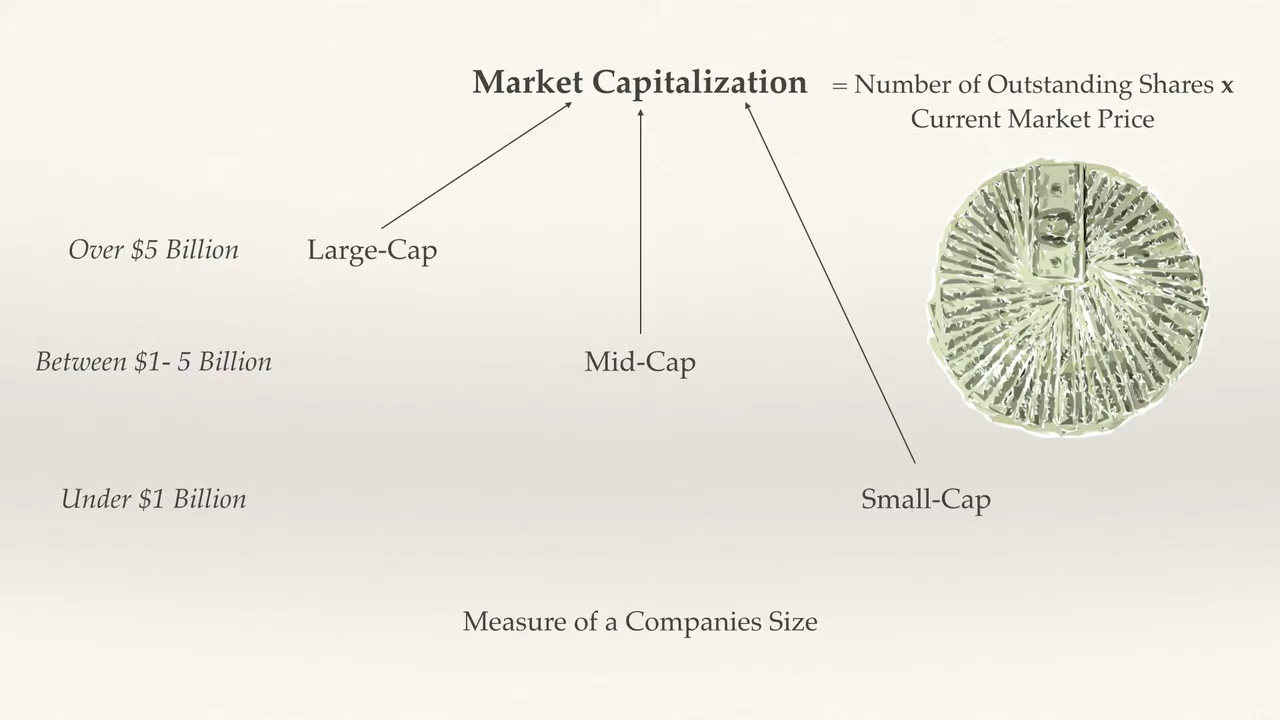 Market Capitalization = Number of Outstanding Shares x
Current Market Price
Over $5 Billion Large-Cap
Between $1- 5 Billion Mid-Cap
Under $1 Billion Small-Cap
Measure of a Companies Size